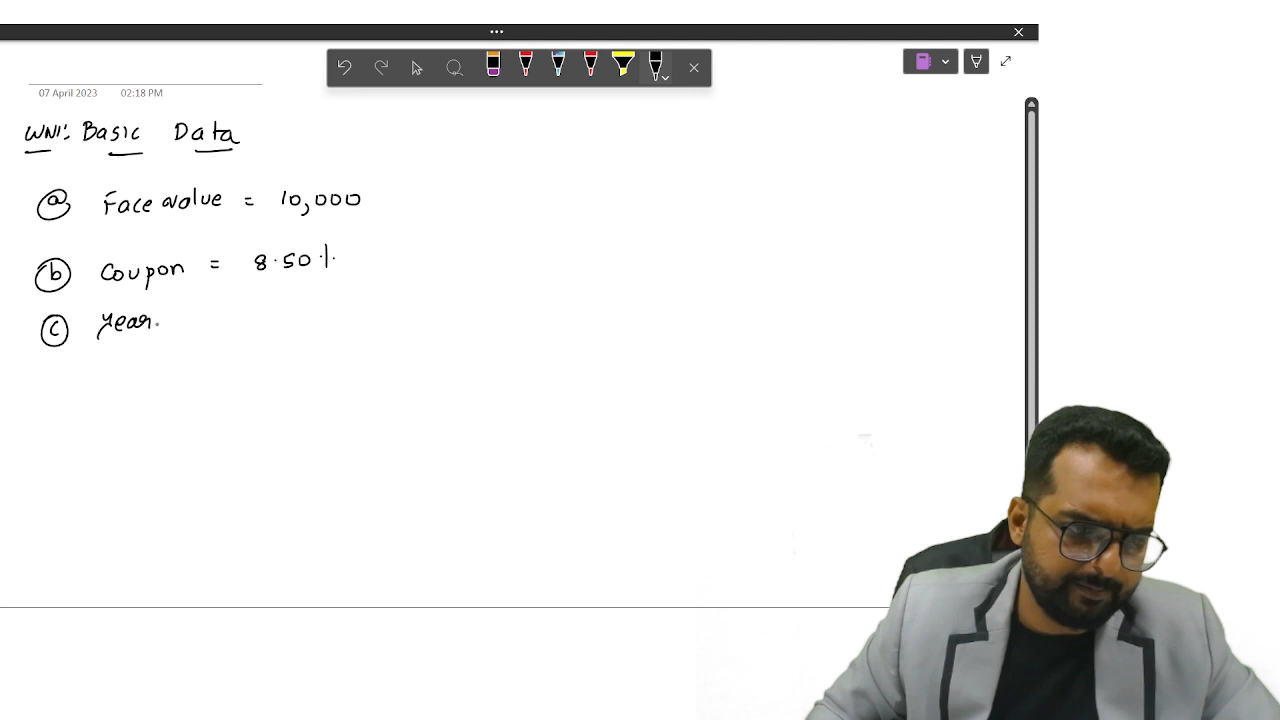 07 April 2023 02:18 PM
WN1: Basic Data
(a) Face value = 10,000
(b) Coupon = 8.50%
(c) Year.